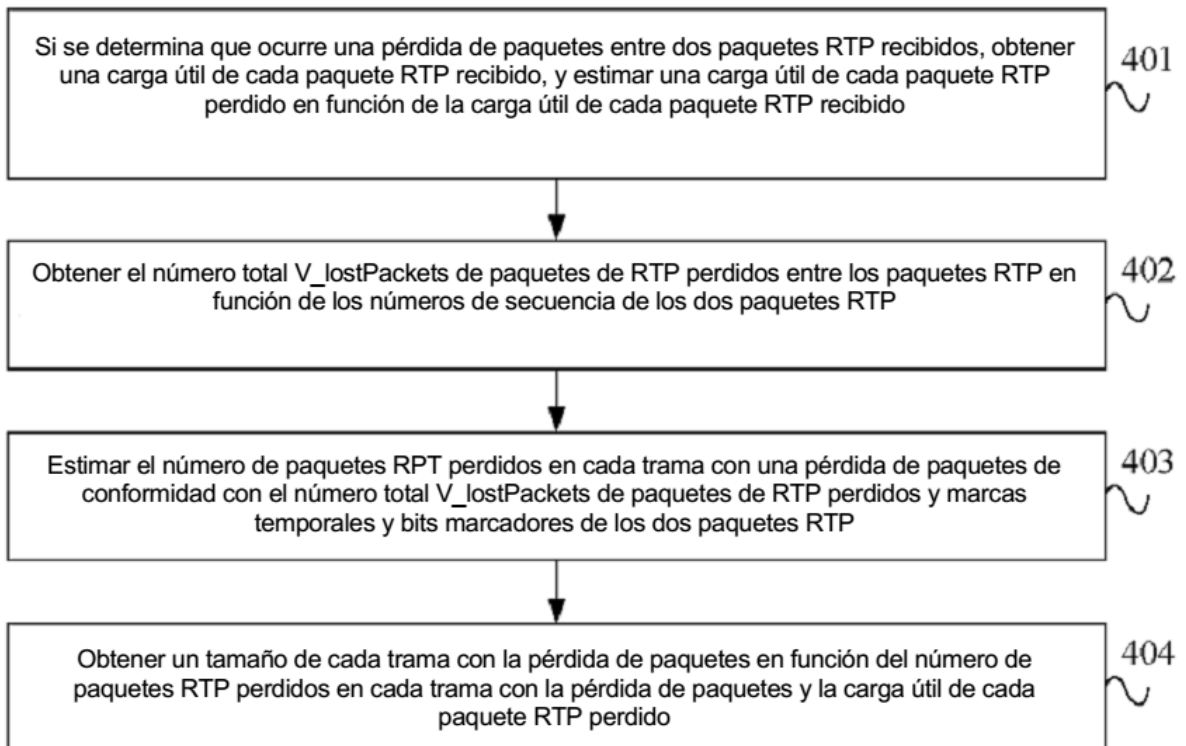 Si se determina que ocurre una pérdida de paquetes entre dos paquetes RTP recibidos, obtener
una carga útil de cada paquete RTP recibido, y estimar una carga útil de cada paquete RTP
perdido en función de la carga útil de cada paquete RTP recibido
401
Obtener el número total V_lostPackets de paquetes de RTP perdidos entre los paquetes RTP en
función de los números de secuencia de los dos paquetes RTP
402
Estimar el número de paquetes RPT perdidos en cada trama con una pérdida de paquetes de
conformidad con el número total V_lostPackets de paquetes de RTP perdidos y marcas
temporales y bits marcadores de los dos paquetes RTP
403
Obtener un tamaño de cada trama con la pérdida de paquetes en función del número de
paquetes RTP perdidos en cada trama con la pérdida de paquetes y la carga útil de cada
paquete RTP perdido
404